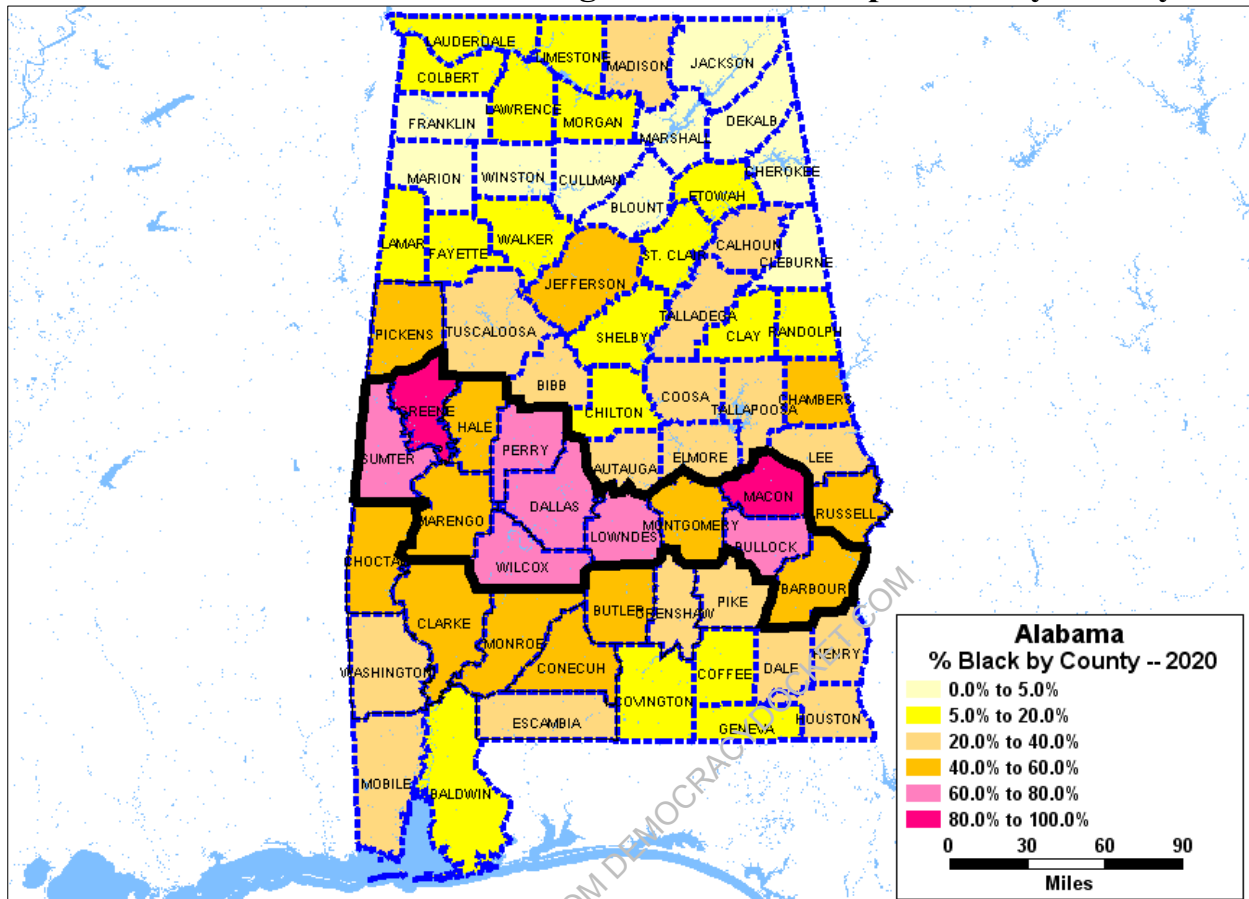 LAUDERDALE
LIMESTONE
MADISON
JACKSON
COLBERT
LAWRENCE
MORGAN
FRANKLIN
DEKALB
MARSHALL
CHEROKEE
MARION
WINSTON
CULLMAN
BLOUNT
ETOWAH
LAMAR
FAYETTE
WALKER
ST. CLAIR
CALHOUN
CLEBURNE
JEFFERSON
PICKENS
TUSCALOOSA
SHELBY
TALLADEGA
CLAY
RANDOLPH
BIBB
COOSA
TALLAPOOSA
CHAMBER
GREENE
HALE
CHILTON
SUMTER
PERRY
AUTAUGA
ELMORE
LEE
MACON
MARENGO
DALLAS
LOWNDES
MONTGOMERY
RUSSELL
BULLOCK
CHOCTA
WILCOX
BARBOUR
CLARKE
BUTLER
CRENSHAW
PIKE
MONROE
CONECUH
WASHINGTON
COFFEE
DALE
HENRY
COVINGTON
ESCAMBIA
GENEVA
HOUSTON
MOBILE
BALDWIN
OM DEMOCRACYDOCKET.COM
Alabama
% Black by County -- 2020
0.0% to 5.0%
5.0% to 20.0%
20.0% to 40.0%
40.0% to 60.0%
60.0% to 80.0%
80.0% to 100.0%
0 30 60 90
Miles